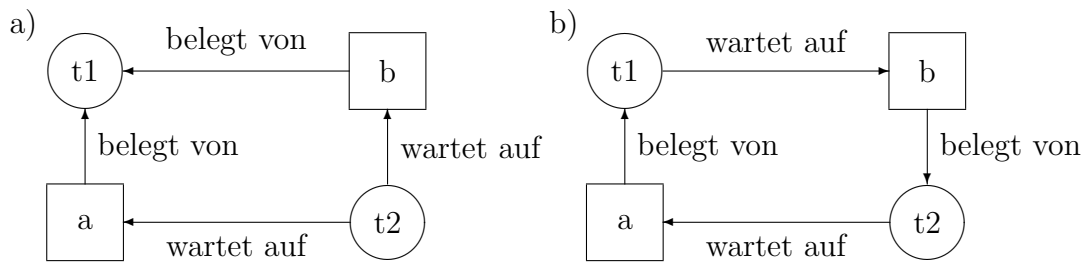 a)
belegt von
t1
b
belegt von
wartet auf
a
t2
wartet auf
b)
wartet auf
t1
b
belegt von
belegt von
a
t2
wartet auf